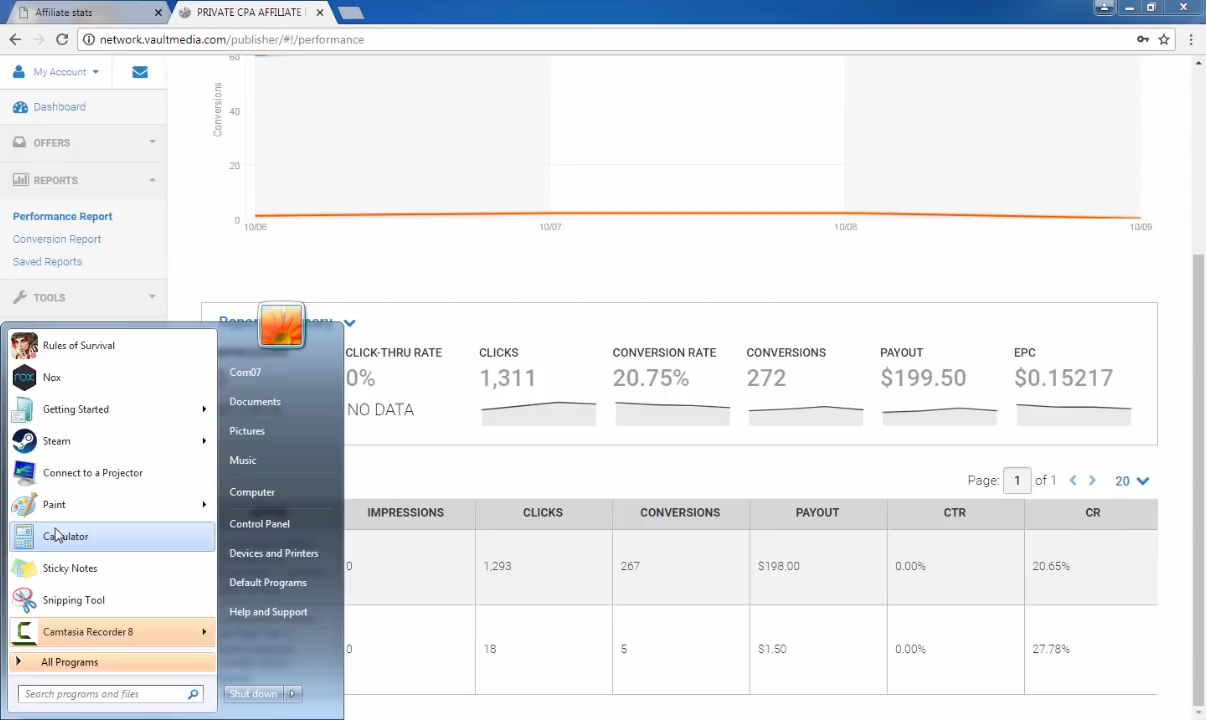 Affiliate stats
PRIVATE CPA AFFILIATE
network.vaultmedia.com/publisher/#!/performance
My Account
Dashboard
OFFERS
REPORTS
Performance Report
Conversion Report
Saved Reports
TOOLS
Conversions
60
40
20
0
10/06 10/07 10/08 10/09
CLICK-THRU RATE CLICKS CONVERSION RATE CONVERSIONS PAYOUT EPC
0% 1,311 20.75% 272 $199.50 $0.15217
NO DATA
Page: 1 of 1 20
IMPRESSIONS CLICKS CONVERSIONS PAYOUT CTR CR
0 1,293 267 $198.00 0.00% 20.65%
0 18 5 $1.50 0.00% 27.78%
Rules of Survival
Nox
Getting Started
Steam
Connect to a Projector
Paint
Calculator
Sticky Notes
Snipping Tool
Camtasia Recorder 8
All Programs
Search programs and files
Com07
Documents
Pictures
Music
Computer
Control Panel
Devices and Printers
Default Programs
Help and Support
Shut down